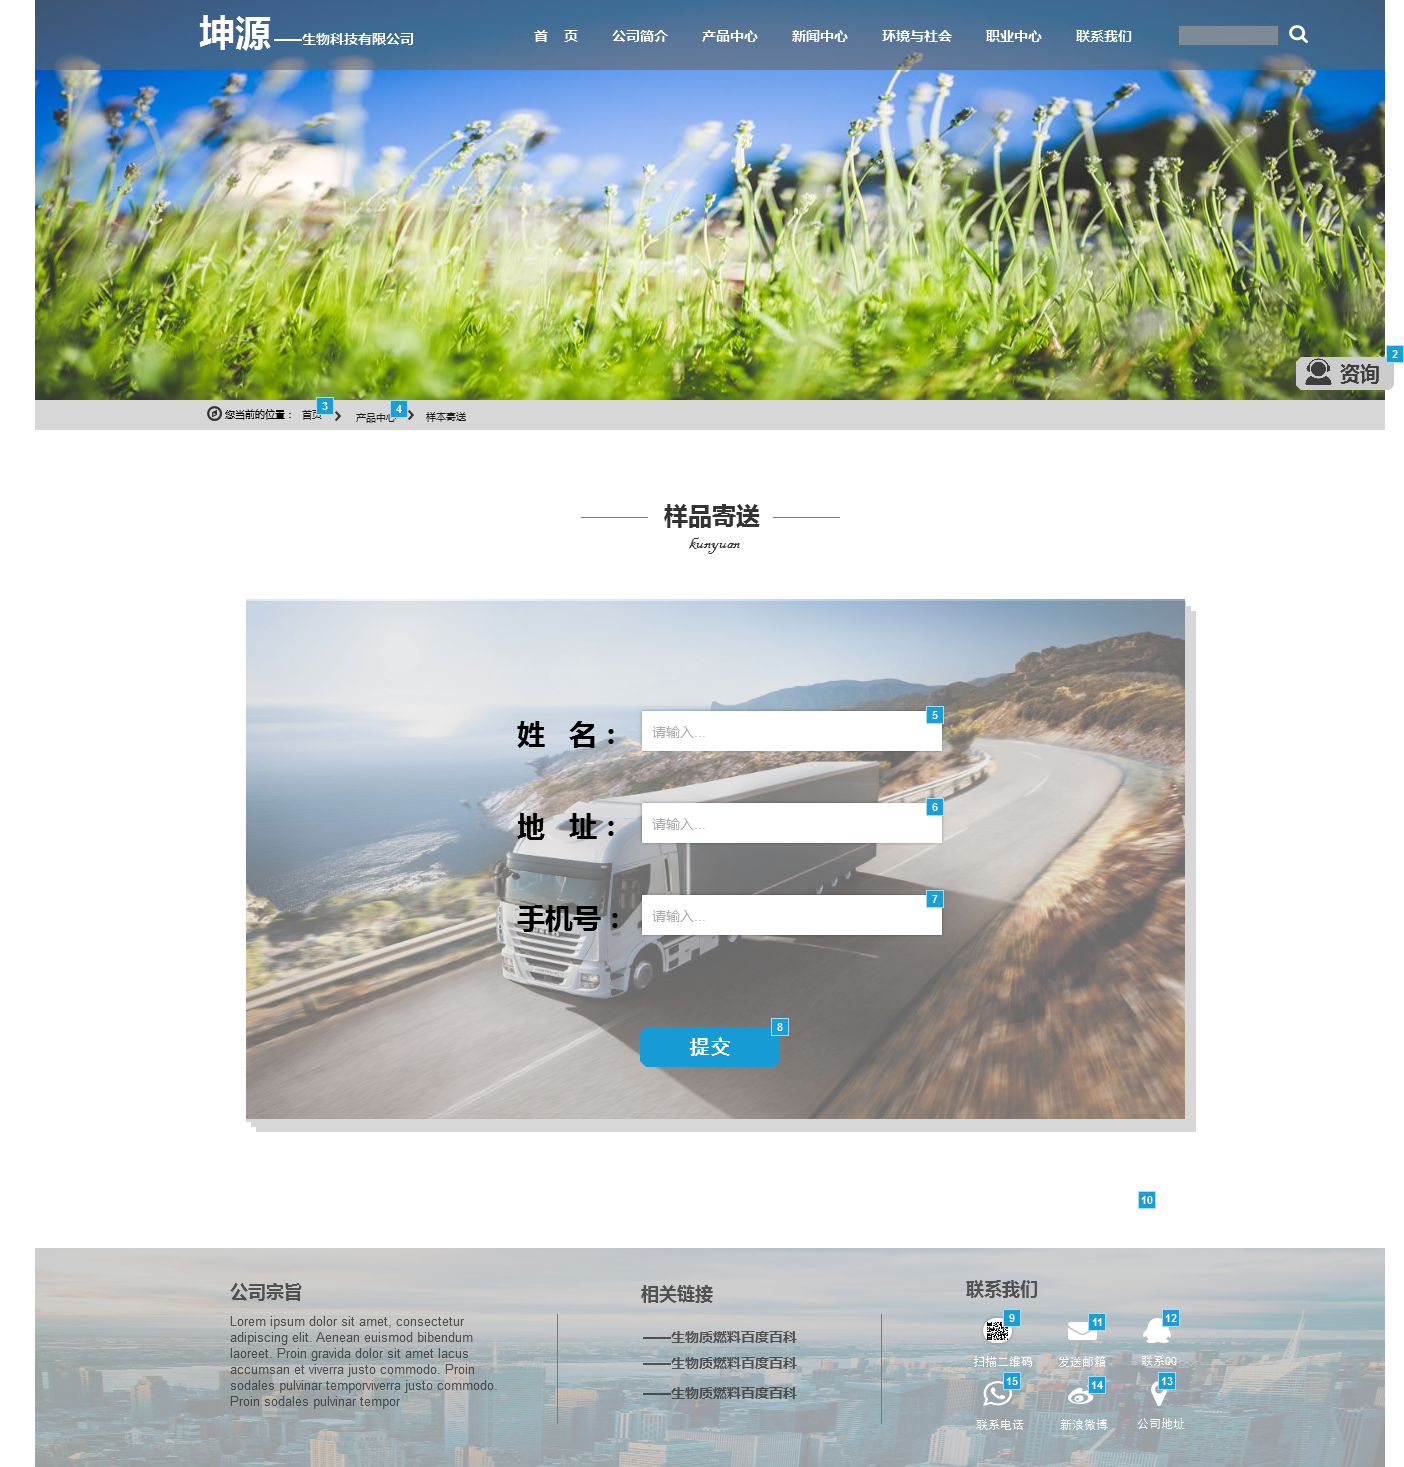 坤源 ——生物科技有限公司
首 页 公司简介 产品中心 新闻中心 环境与社会 职业中心 联系我们
2
资询
您当前的位置: 首页 3 产品中心 4 样本寄送
样品寄送
kunyuan
姓 名: 请输入... 5
地 址: 请输入... 6
手机号: 请输入... 7
提交 8
10
公司宗旨
Lorem ipsum dolor sit amet, consectetur
adipiscing elit. Aenean euismod bibendum
laoreet. Proin gravida dolor sit amet lacus
accumsan et viverra justo commodo. Proin
sodales pulvinar temporviverra justo commodo.
Proin sodales pulvinar tempor
相关链接
——生物质燃料百度百科
——生物质燃料百度百科
——生物质燃料百度百科
联系我们
9 11 12
扫描二维码 发送邮箱 联系QQ
15 14 13
联系电话 新浪微博 公司地址